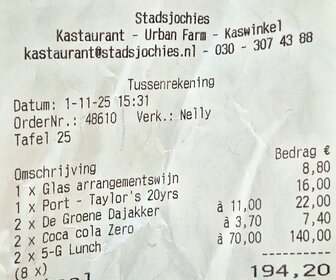 Stadsjochies
Kastaurant - Urban Farm - Kaswinkel
kastaurant@stadsjochies.nl - 030 - 307 43 88
Tussenrekening
Datum: 1-11-25 15:31
OrderNr.: 48610 Verk.: Nelly
Tafel 25
Omschrijving Bedrag €
1 x Glas arrangementswijn 8,80
1 x Port - Taylor's 20yrs 16,00
2 x De Groene Dajakker à 11,00 22,00
2 x Coca cola Zero à 3,70 7,40
2 x 5-G Lunch à 70,00 140,00
(8 x)
194,20